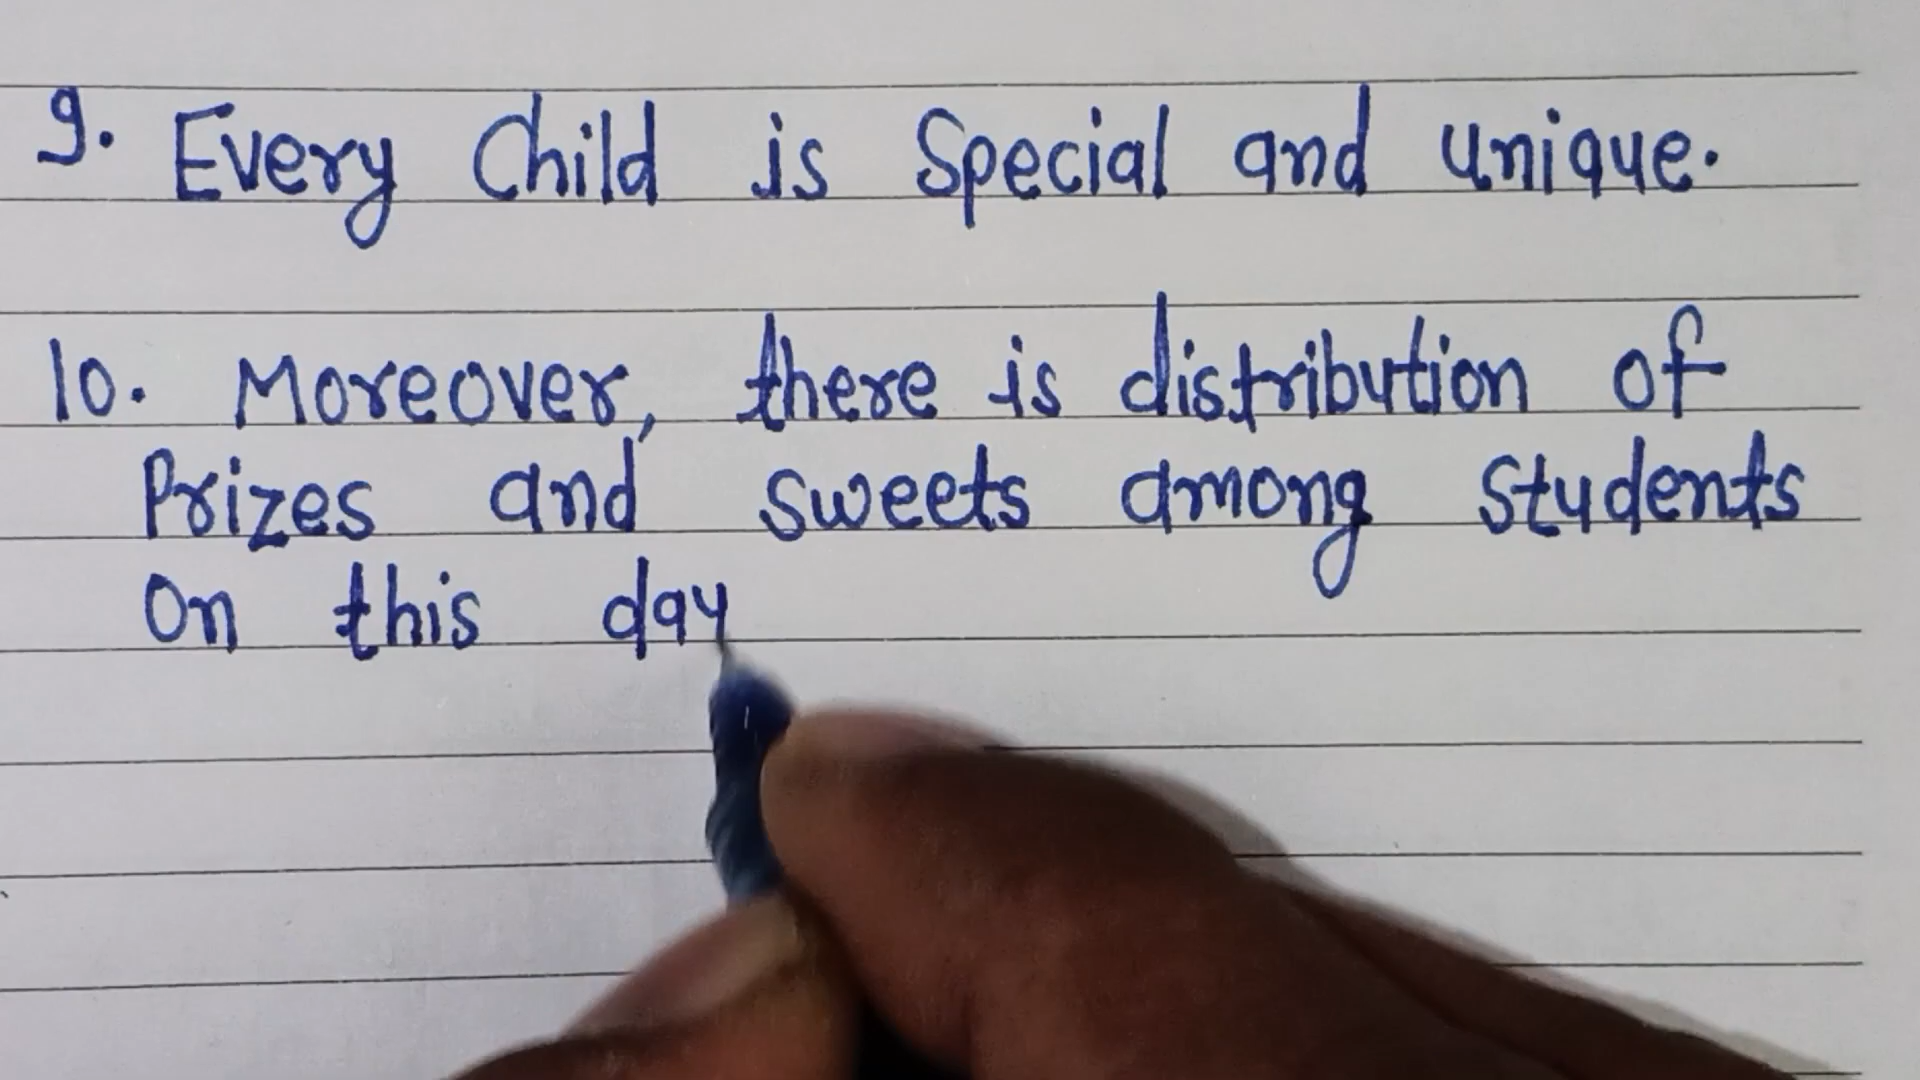 9. Every Child is Special and unique.
10. Moreover, there is distribution of
Prizes and sweets among students
On this day